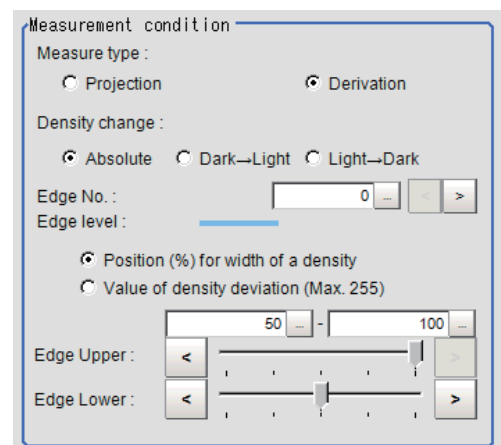 Measurement condition
Measure type :
Projection Derivation
Density change :
Absolute Dark→Light Light→Dark
Edge No. : 0 ... < >
Edge level :
Position (%) for width of a density
Value of density deviation (Max. 255)
50 ... - 100 ...
Edge Upper : < >
Edge Lower : < >